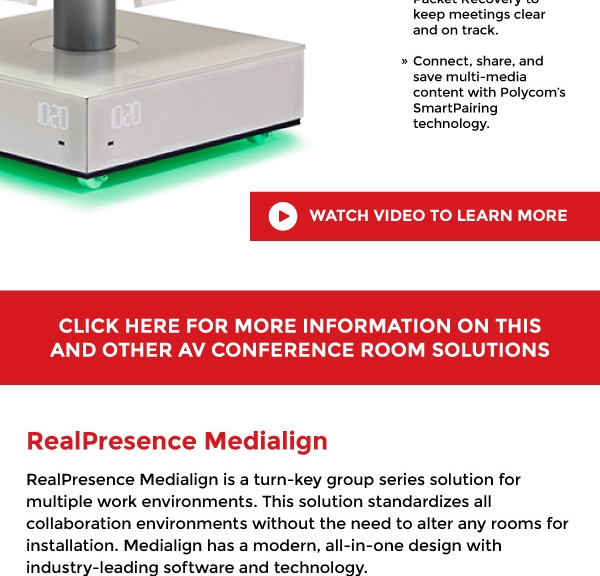 Packet Recovery to
keep meetings clear
and on track.
» Connect, share, and
save multi-media
content with Polycom's
SmartPairing
technology.
10:20
10:20
WATCH VIDEO TO LEARN MORE
CLICK HERE FOR MORE INFORMATION ON THIS
AND OTHER AV CONFERENCE ROOM SOLUTIONS
RealPresence Medialign
RealPresence Medialign is a turn-key group series solution for
multiple work environments. This solution standardizes all
collaboration environments without the need to alter any rooms for
installation. Medialign has a modern, all-in-one design with
industry-leading software and technology.